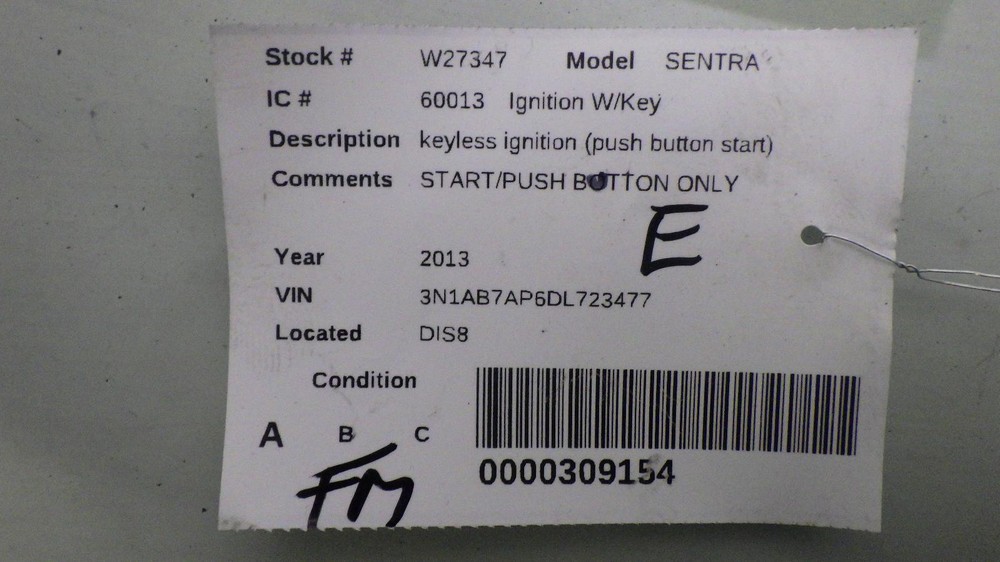 Stock # W27347 Model SENTRA
IC # 60013 Ignition W/Key
Description keyless ignition (push button start)
Comments START/PUSH BUTTON ONLY
E
Year 2013
VIN 3N1AB7AP6DL723477
Located DIS8
Condition
A B C
FM
0000309154